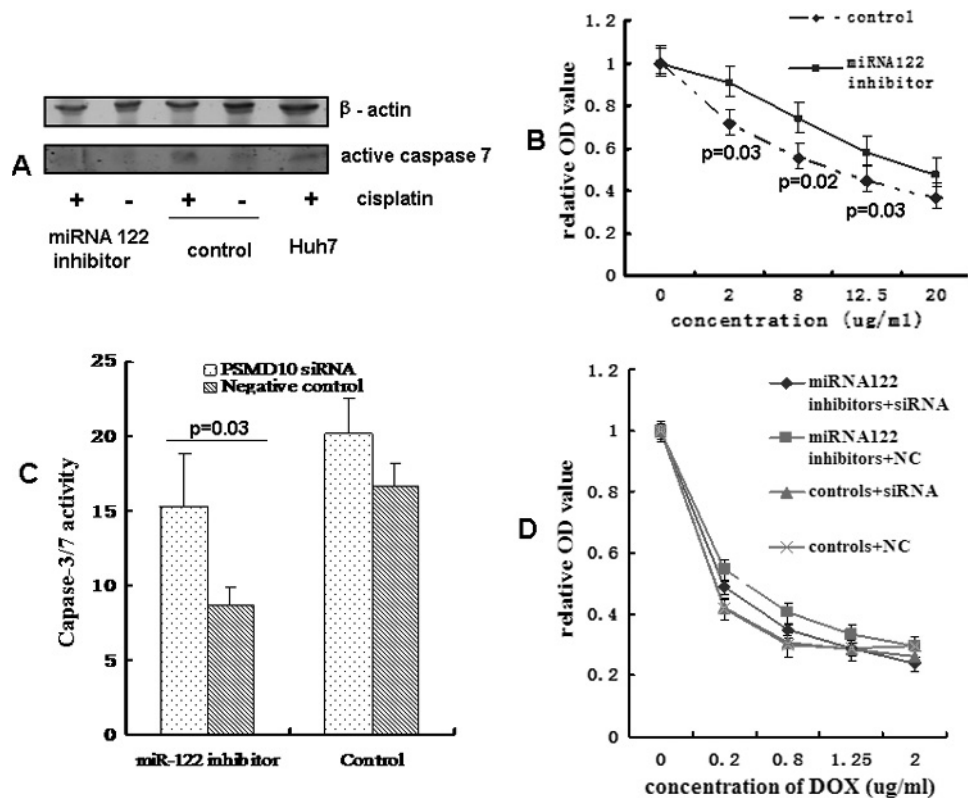 A
β - actin
active caspase 7
+ - + - + cisplatin
miRNA 122
inhibitor
control
Huh7
B
relative OD value
1.2
1
0.8
0.6
0.4
0.2
0
control
miRNA122
inhibitor
p=0.03
p=0.02
p=0.03
0 2 8 12.5 20
concentration (ug/ml)
C
Capase-3/7 activity
25
20
15
10
5
0
PSMD10 siRNA
Negative control
p=0.03
miR-122 inhibitor Control
D
relative OD value
1.2
1
0.8
0.6
0.4
0.2
0
miRNA122
inhibitors+siRNA
miRNA122
inhibitors+NC
controls+siRNA
controls+NC
0 0.2 0.8 1.25 2
concentration of DOX (ug/ml)